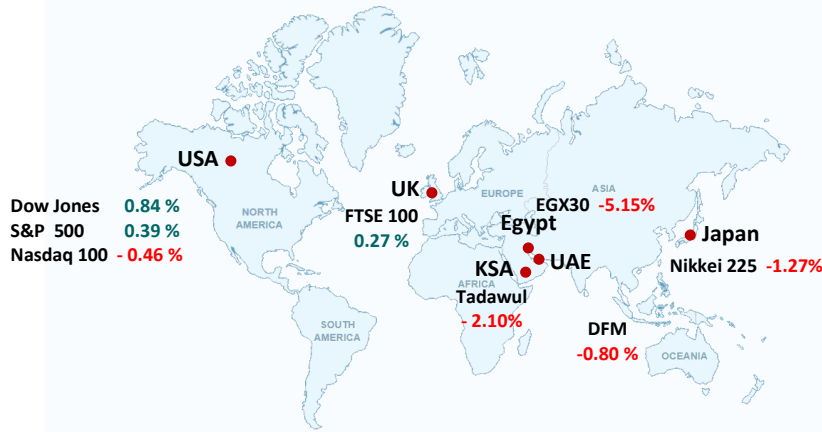 USA
Dow Jones 0.84 %
S&P 500 0.39 %
Nasdaq 100 - 0.46 %
NORTH
AMERICA
SOUTH
AMERICA
UK
FTSE 100
0.27 %
EUROPE
ASIA
EGX30 -5.15%
Egypt
KSA
UAE
AFRICA
Tadawul
- 2.10%
Japan
Nikkei 225 -1.27%
DFM
-0.80 %
OCEANIA